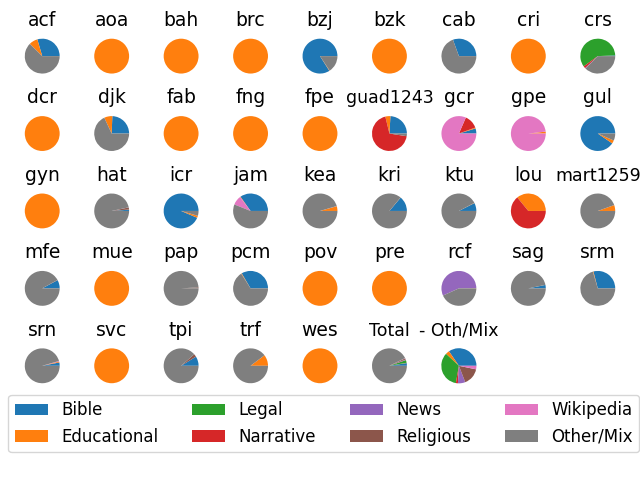 acf aoa bah brc bzj bzk cab cri crs
dcr djk fab fng fpe guad1243 gcr gpe gul
gyn hat icr jam kea kri ktu lou mart1259
mfe mue pap pcm pov pre rcf sag srm
srn svc tpi trf wes Total - Oth/Mix
Bible Legal News Wikipedia
Educational Narrative Religious Other/Mix